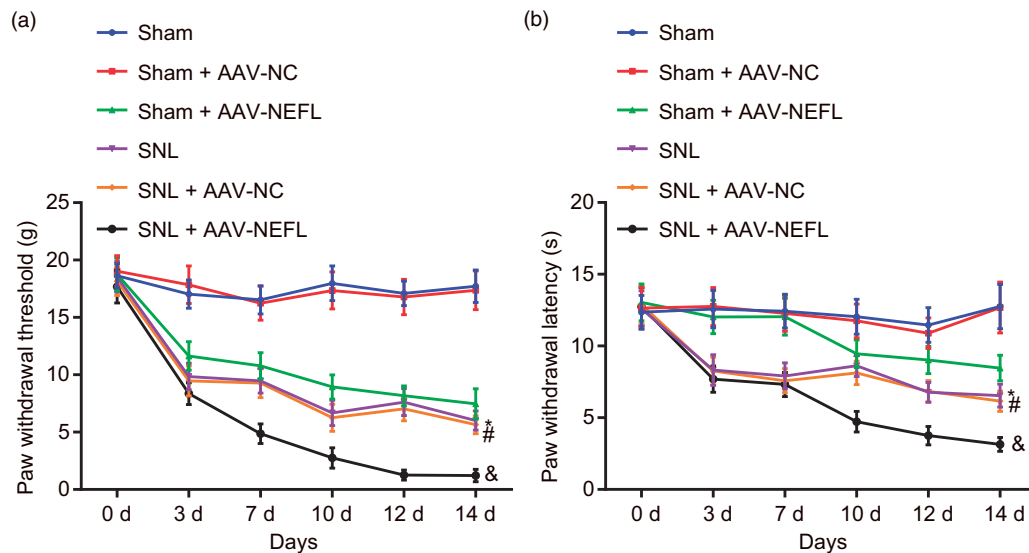 (a)
Sham
Sham + AAV-NC
Sham + AAV-NEFL
SNL
SNL + AAV-NC
SNL + AAV-NEFL
Paw withdrawal threshold (g)
25
20
15
10
5
0
*
#
&
0 d 3 d 7 d 10 d 12 d 14 d
Days
(b)
Sham
Sham + AAV-NC
Sham + AAV-NEFL
SNL
SNL + AAV-NC
SNL + AAV-NEFL
Paw withdrawal latency (s)
20
15
10
5
0
*
#
&
0 d 3 d 7 d 10 d 12 d 14 d
Days